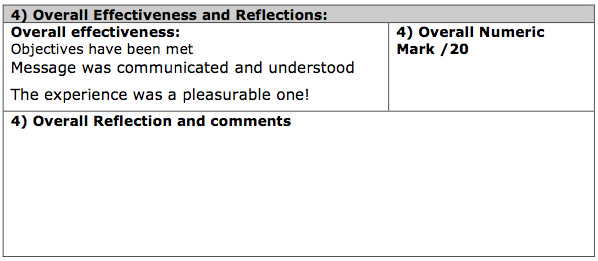 4) Overall Effectiveness and Reflections:
Overall effectiveness:
Objectives have been met
Message was communicated and understood
The experience was a pleasurable one!
4) Overall Numeric
Mark /20
4) Overall Reflection and comments